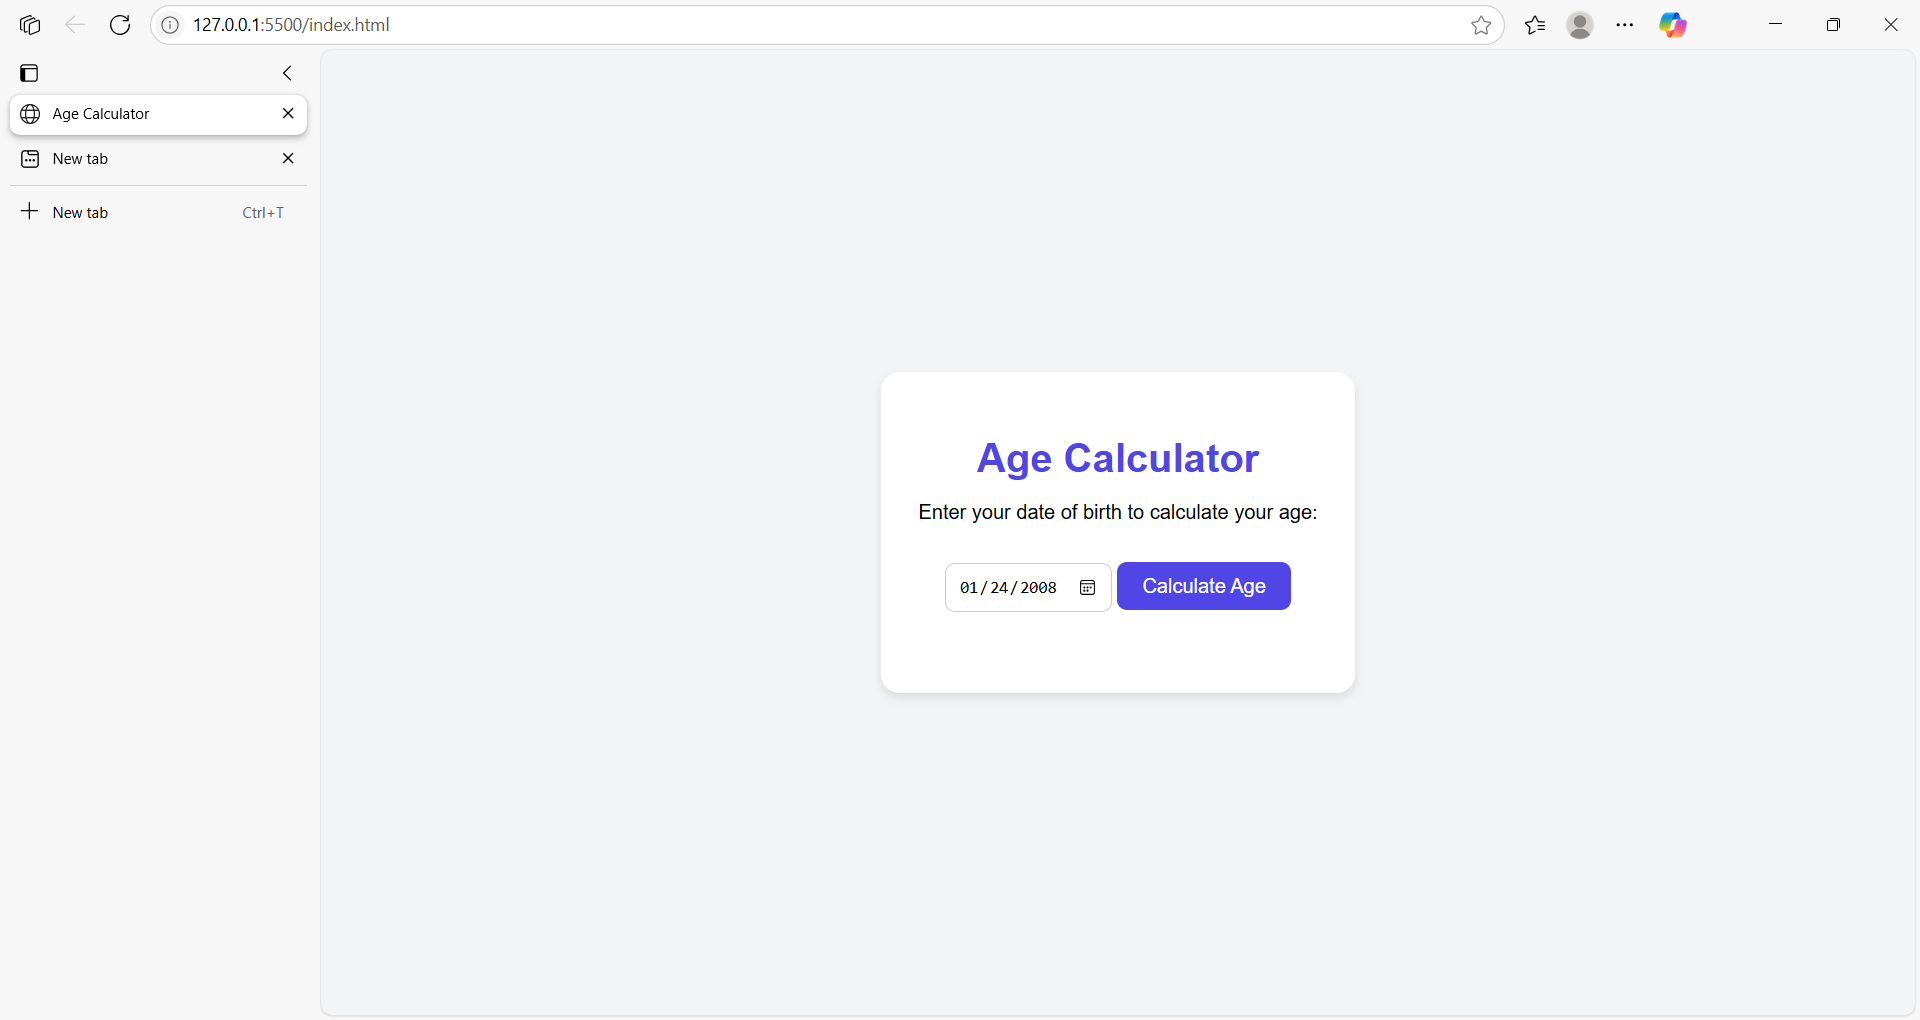 127.0.0.1:5500/index.html
Age Calculator
New tab
New tab Ctrl+T
Age Calculator
Enter your date of birth to calculate your age:
01/24/2008 Calculate Age